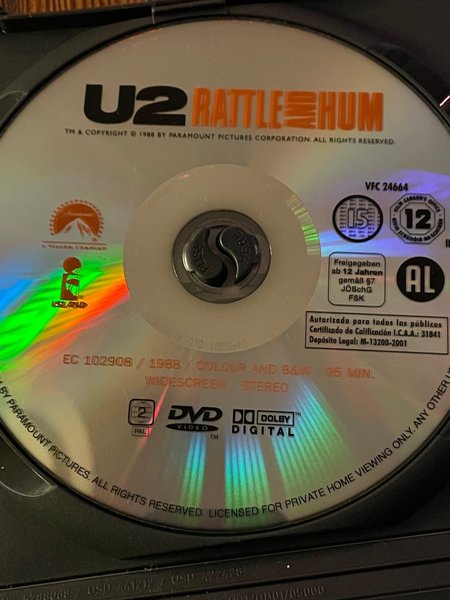 U2 RATTLE AND HUM
TM & COPYRIGHT © 1988 BY PARAMOUNT PICTURES CORPORATION. ALL RIGHTS RESERVED.
VFC 24664
15
12
Freigegeben
ab 12 Jahren
gemäß §7
JÖSchG
FSK
AL
Autorizada para todos los públicos
Certificado de Calificación I.C.A.A.: 31841
Depósito Legal: M-13200-2001
PUSH
EC 102908 / 1988 / COLOUR AND B&W 95 MIN.
WIDESCREEN STEREO
2
PAL
DVD
VIDEO
TM
DOLBY
DIGITAL
BY PARAMOUNT PICTURES. ALL RIGHTS RESERVED. LICENSED FOR PRIVATE HOME VIEWING ONLY. ANY OTHER